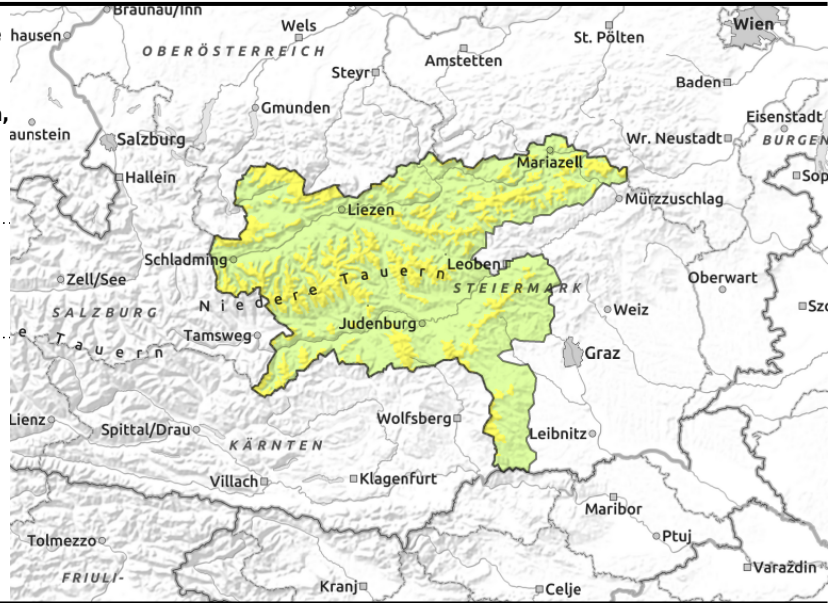 Braunau/Inn
hausen
Wels
OBERÖSTERREICH
St. Pölten
Wien
Amstetten
Steyr
Baden
Gmunden
Eisenstadt
aunstein
Salzburg
Wr. Neustadt
BURGEN
Mariazell
Hallein
Sop
Mürzzuschlag
Liezen
Schladming
Leoben
Zell/See
Niedere Tauern
STEIERMARK
Oberwart
SALZBURG
Weiz
Szo
Tamsweg
Judenburg
e Tauern
Graz
Lienz
Spittal/Drau
Wolfsberg
Leibnitz
KÄRNTEN
Villach
Klagenfurt
Maribor
Tolmezzo
Ptuj
Varaždin
FRIULI-
Kranj
Celje